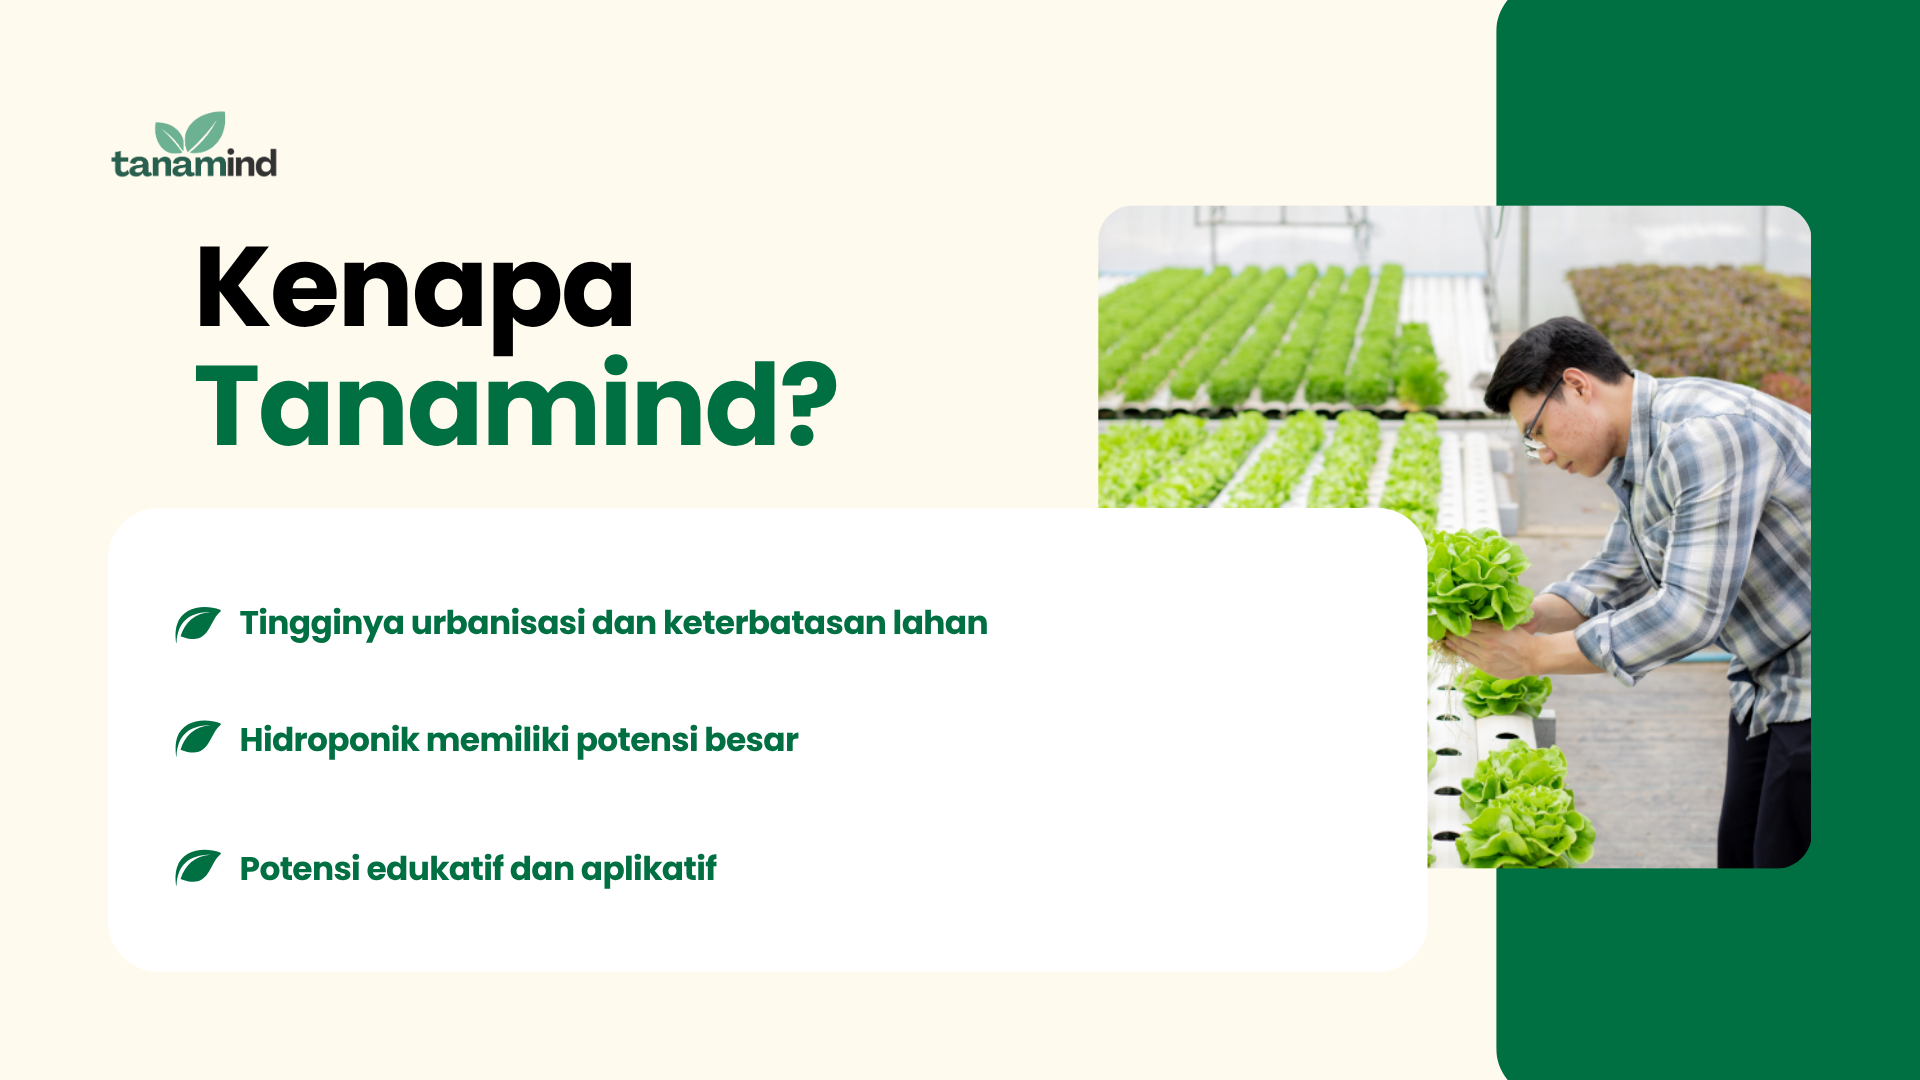 tanamind
Kenapa
Tanamind?
Tingginya urbanisasi dan keterbatasan lahan
Hidroponik memiliki potensi besar
Potensi edukatif dan aplikatif